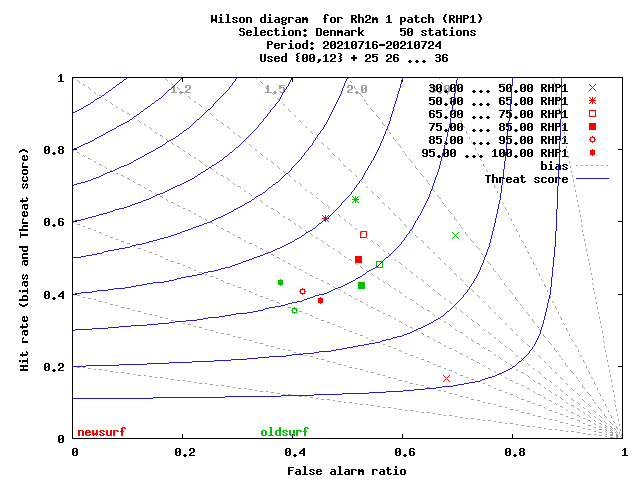 Wilson diagram  for Rh2m 1 patch (RHP1)
Selection: Denmark     50 stations
Period: 20210716-20210724
Used {00,12} + 25 26 ... 36
1
0.8
0.6
0.4
0.2
0
1.2
1.5
2.0
30.00 ... 50.00 RHP1
50.00 ... 65.00 RHP1
65.00 ... 75.00 RHP1
75.00 ... 85.00 RHP1
85.00 ... 95.00 RHP1
95.00 ... 100.00 RHP1
bias
Threat score
Hit rate (bias and Threat score)
newsurf
oldsurf
0
0.2
0.4
0.6
0.8
1
False alarm ratio